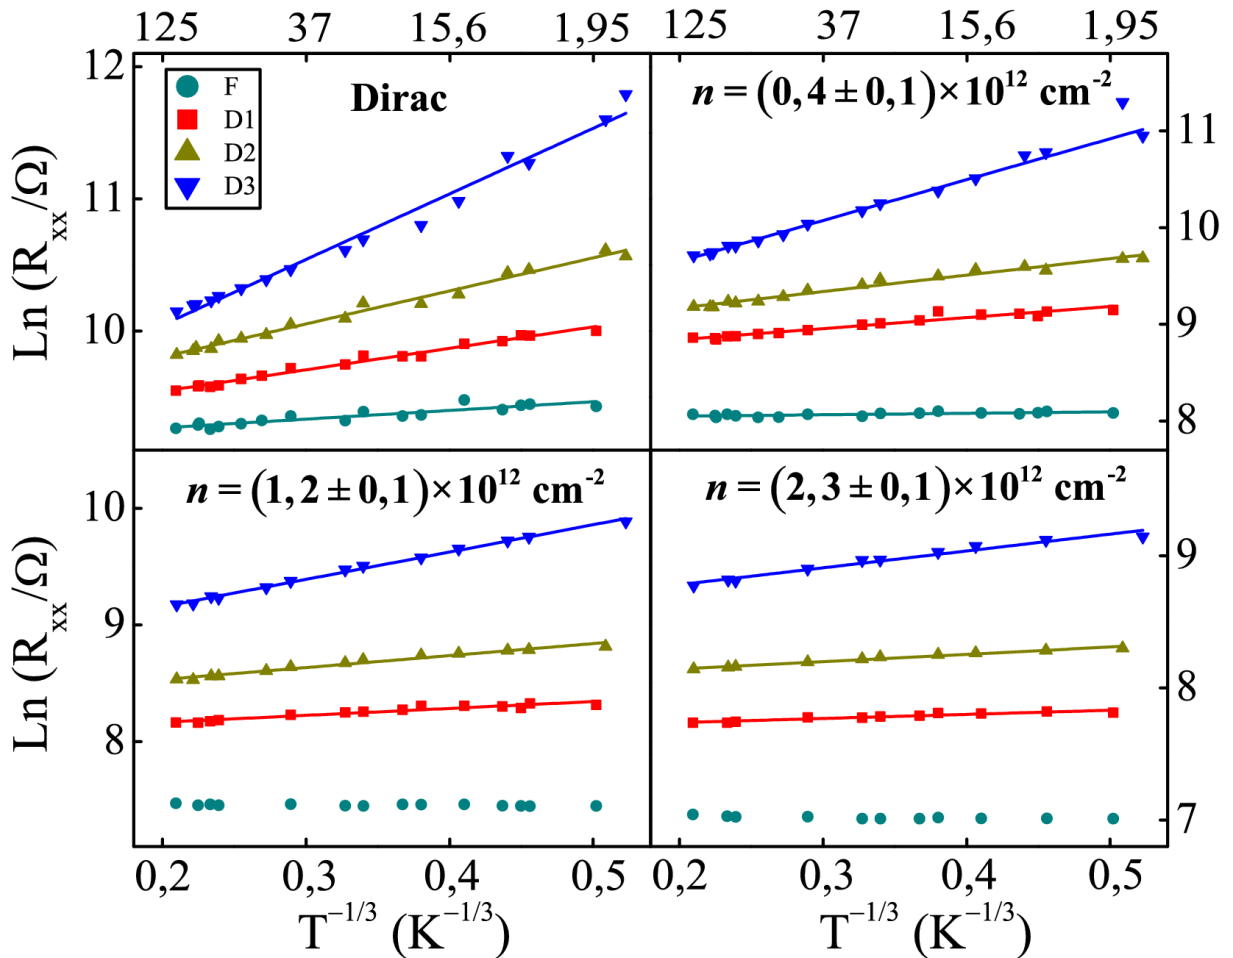 125 37 15,6 1,95 125 37 15,6 1,95
12
11
10
Ln (Rxx/Ω)
F
D1
D2
D3
Dirac
n = (0,4 ± 0,1)×10¹² cm⁻²
11
10
9
8
10
9
8
Ln (Rxx/Ω)
n = (1,2 ± 0,1)×10¹² cm⁻²
n = (2,3 ± 0,1)×10¹² cm⁻²
9
8
7
0,2 0,3 0,4 0,5 0,2 0,3 0,4 0,5
T⁻¹/³ (K⁻¹/³) T⁻¹/³ (K⁻¹/³)